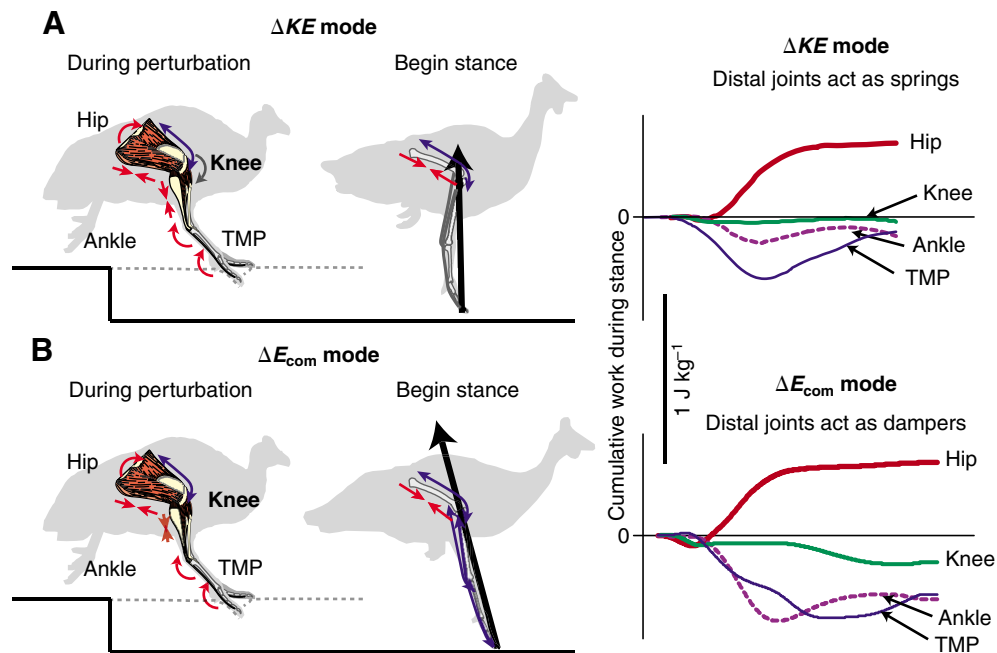 A
ΔKE mode
During perturbation
Begin stance
Hip
Knee
Ankle
TMP
B
ΔE_com mode
During perturbation
Begin stance
Hip
Knee
Ankle
TMP
Cumulative work during stance
1 J kg⁻¹
ΔKE mode
Distal joints act as springs
0
Hip
Knee
Ankle
TMP
ΔE_com mode
Distal joints act as dampers
0
Hip
Knee
Ankle
TMP